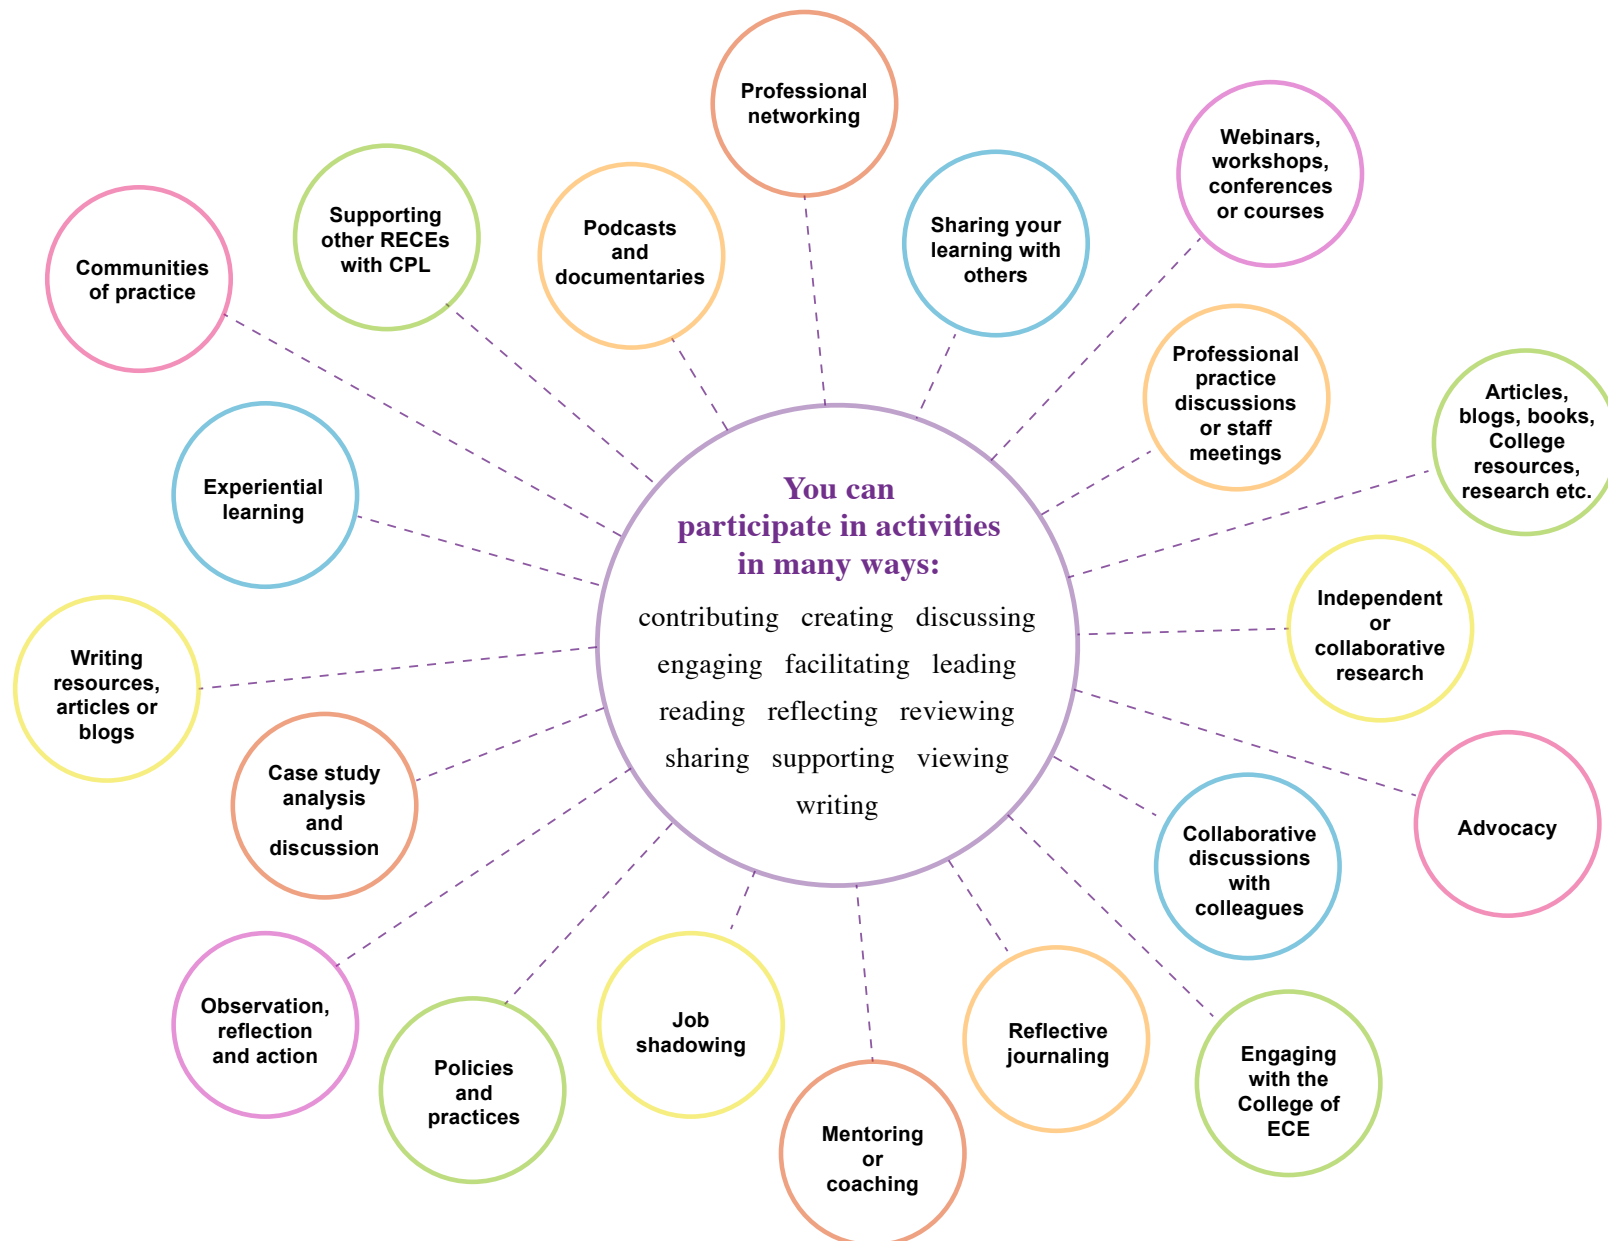 Professional
networking
Webinars,
workshops,
conferences
or courses
Supporting
other RECEs
with CPL
Podcasts
and
documentaries
Sharing your
learning with
others
Communities
of practice
Professional
practice
discussions
or staff
meetings
Articles,
blogs, books,
College
resources,
research etc.
Experiential
learning
You can
participate in activities
in many ways:
contributing creating discussing
engaging facilitating leading
reading reflecting reviewing
sharing supporting viewing
writing
Independent
or
collaborative
research
Writing
resources,
articles or
blogs
Case study
analysis
and
discussion
Advocacy
Collaborative
discussions
with
colleagues
Observation,
reflection
and action
Policies
and
practices
Job
shadowing
Mentoring
or
coaching
Reflective
journaling
Engaging
with the
College of
ECE